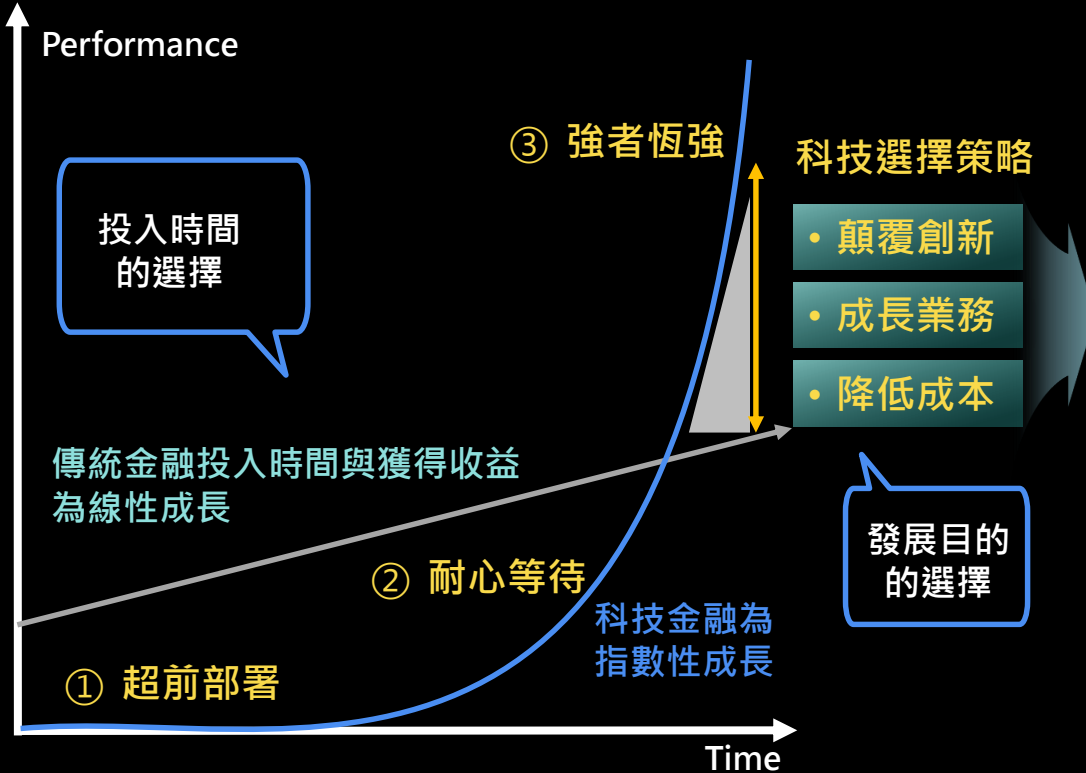 Performance
③ 強者恆強
科技選擇策略
投入時間
的選擇
• 顛覆創新
• 成長業務
• 降低成本
傳統金融投入時間與獲得收益
為線性成長
發展目的
的選擇
② 耐心等待
科技金融為
指數性成長
① 超前部署
Time